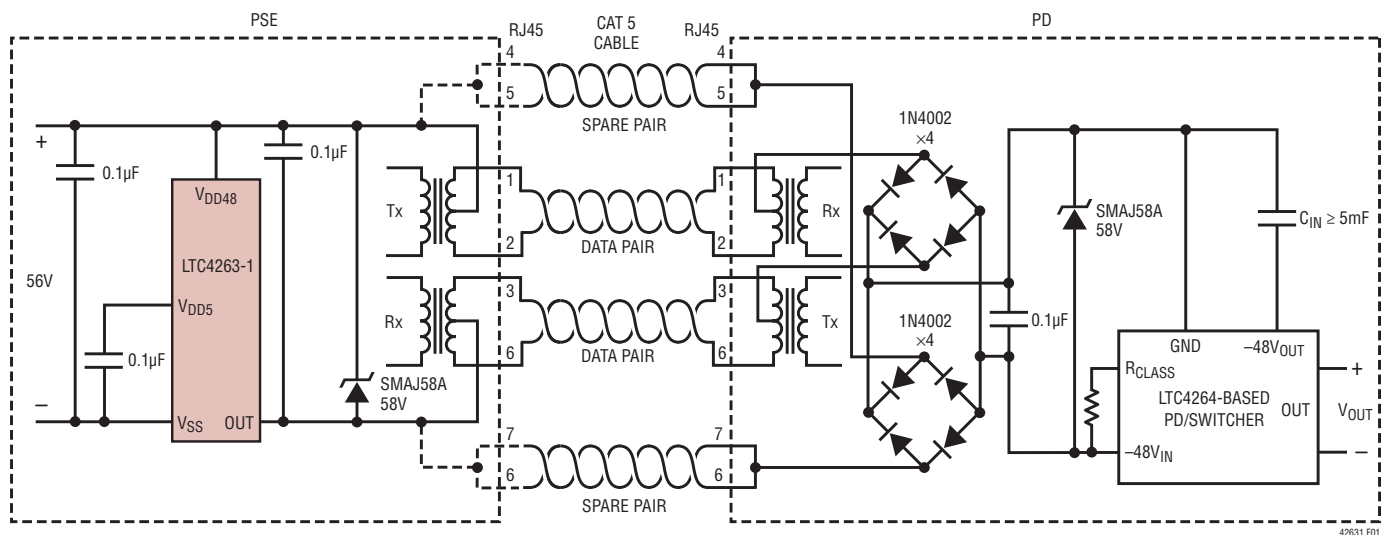 PSE
RJ45
CAT 5
CABLE
RJ45
PD
4
5
4
5
SPARE PAIR
1N4002
×4
+
0.1µF
0.1µF
VDD48
LTC4263-1
VDD5
VSS
OUT
56V
0.1µF
–
Tx
1
2
DATA PAIR
1
2
Rx
Rx
3
6
DATA PAIR
3
6
Tx
SMAJ58A
58V
7
6
SPARE PAIR
7
6
1N4002
×4
0.1µF
SMAJ58A
58V
CIN ≥ 5mF
GND
–48VOUT
RCLASS
LTC4264-BASED
PD/SWITCHER
OUT
–48VIN
+
VOUT
–
42631 F01